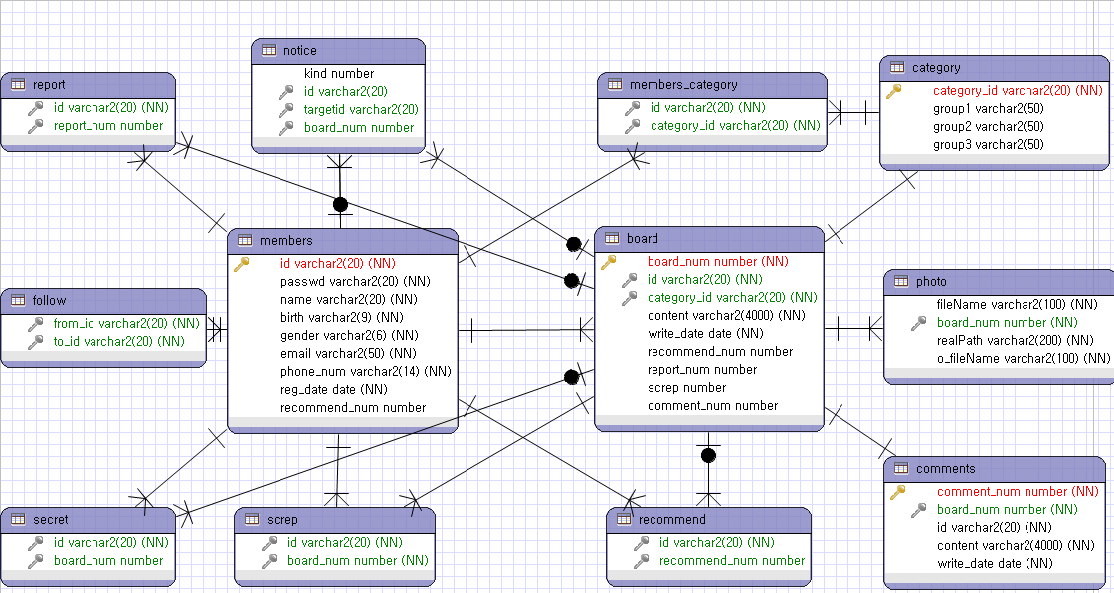 notice
kind number
id varchar2(20)
targetid varchar2(20)
board_num number
report
id varchar2(20) (NN)
report_num number
members_category
id varchar2(20) (NN)
category_id varchar2(20) (NN)
category
category_id varchar2(20) (NN)
group1 varchar2(50)
group2 varchar2(50)
group3 varchar2(50)
members
id varchar2(20) (NN)
passwd varchar2(20) (NN)
name varchar2(20) (NN)
birth varchar2(9) (NN)
gender varchar2(6) (NN)
email varchar2(50) (NN)
phone_num varchar2(14) (NN)
reg_date date (NN)
recommend_num number
board
board_num number (NN)
id varchar2(20) (NN)
category_id varchar2(20) (NN)
content varchar2(4000) (NN)
write_date date (NN)
recommend_num number
report_num number
screp number
comment_num number
follow
from_id varchar2(20) (NN)
to_id varchar2(20) (NN)
photo
fileName varchar2(100) (NN)
board_num number (NN)
realPath varchar2(200) (NN)
o_fileName varchar2(100) (NN)
comments
comment_num number (NN)
board_num number (NN)
id varchar2(20) (NN)
content varchar2(4000) (NN)
write_date date (NN)
secret
id varchar2(20) (NN)
board_num number
screp
id varchar2(20) (NN)
board_num number (NN)
recommend
id varchar2(20) (NN)
recommend_num number